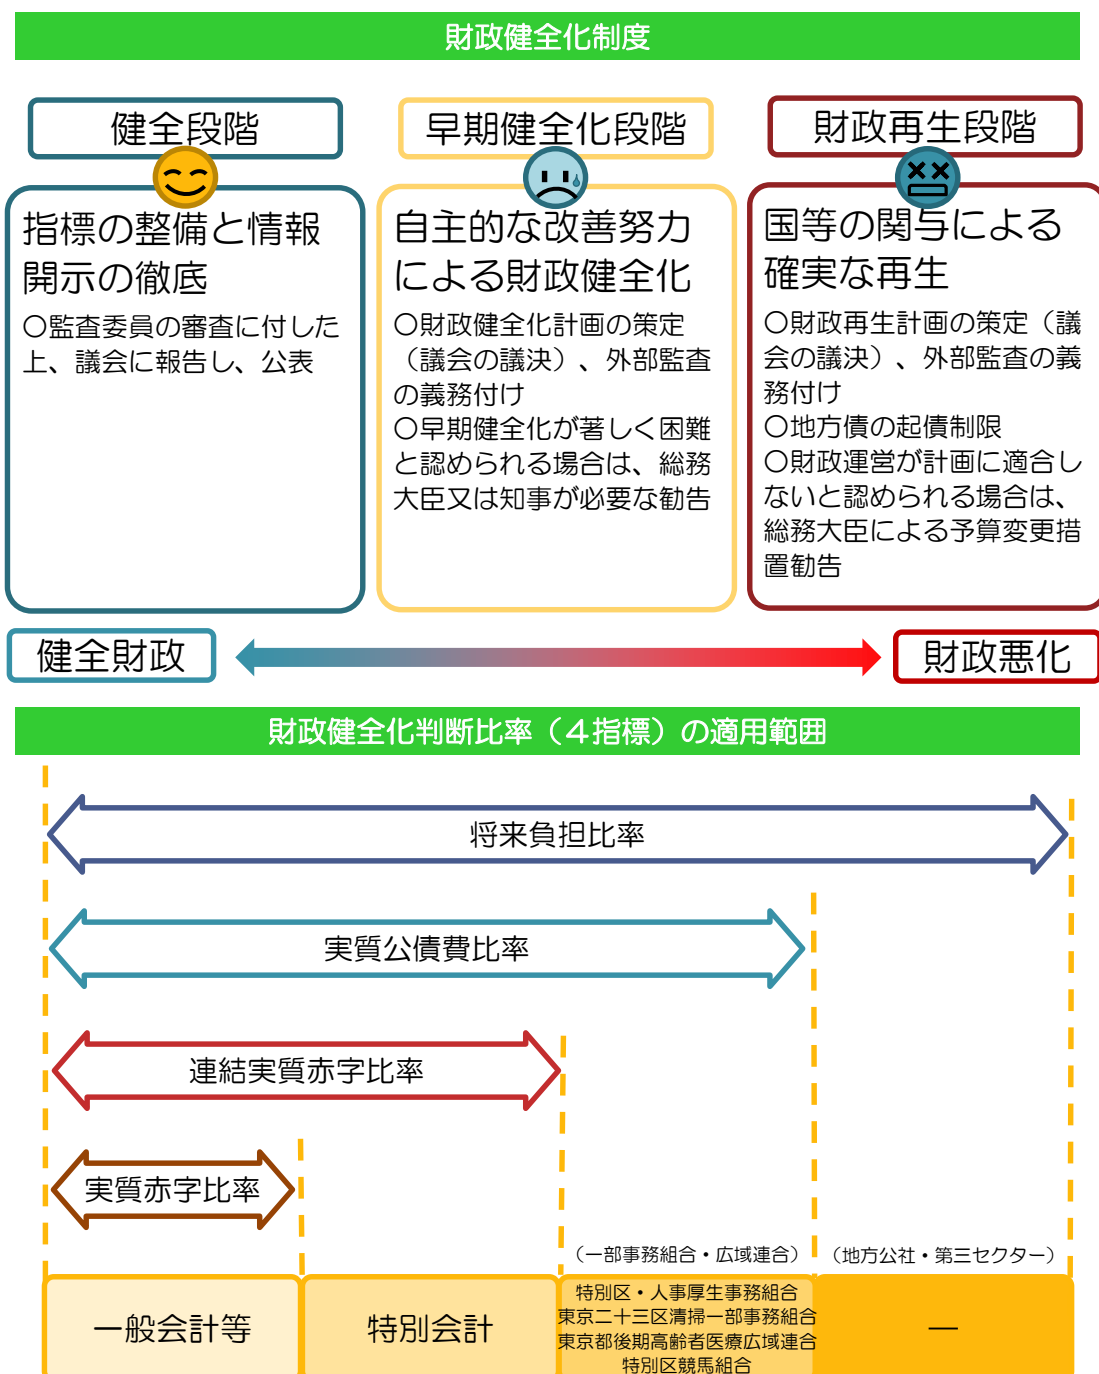 財政健全化制度
健全段階
指標の整備と情報
開示の徹底
〇監査委員の審査に付した
上、議会に報告し、公表
早期健全化段階
自主的な改善努力
による財政健全化
〇財政健全化計画の策定
（議会の議決）、外部監査
の義務付け
〇早期健全化が著しく困難
と認められる場合は、総務
大臣又は知事が必要な勧告
財政再生段階
国等の関与による
確実な再生
〇財政再生計画の策定（議
会の議決）、外部監査の義
務付け
〇地方債の起債制限
〇財政運営が計画に適合し
ないと認められる場合は、
総務大臣による予算変更措
置勧告
健全財政
財政悪化
財政健全化判断比率（４指標）の適用範囲
将来負担比率
実質公債費比率
連結実質赤字比率
実質赤字比率
（一部事務組合・広域連合）
（地方公社・第三セクター）
一般会計等
特別会計
特別区・人事厚生事務組合
東京二十三区清掃一部事務組合
東京都後期高齢者医療広域連合
特別区競馬組合
―